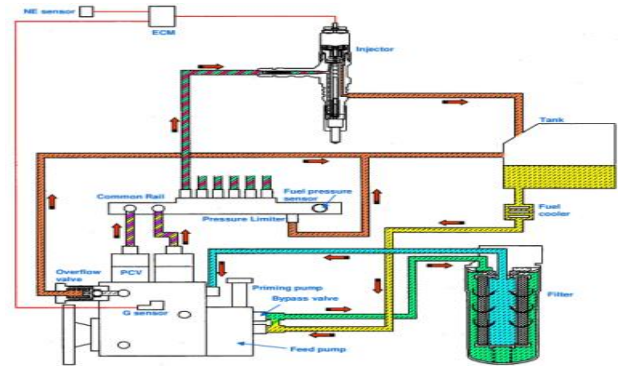 NE sensor
ECM
Injector
Tank
Common Rail
Fuel pressure
sensor
Fuel
cooler
Pressure Limiter
Overflow
valve
PCV
Priming pump
Bypass valve
Filter
G sensor
Feed pump